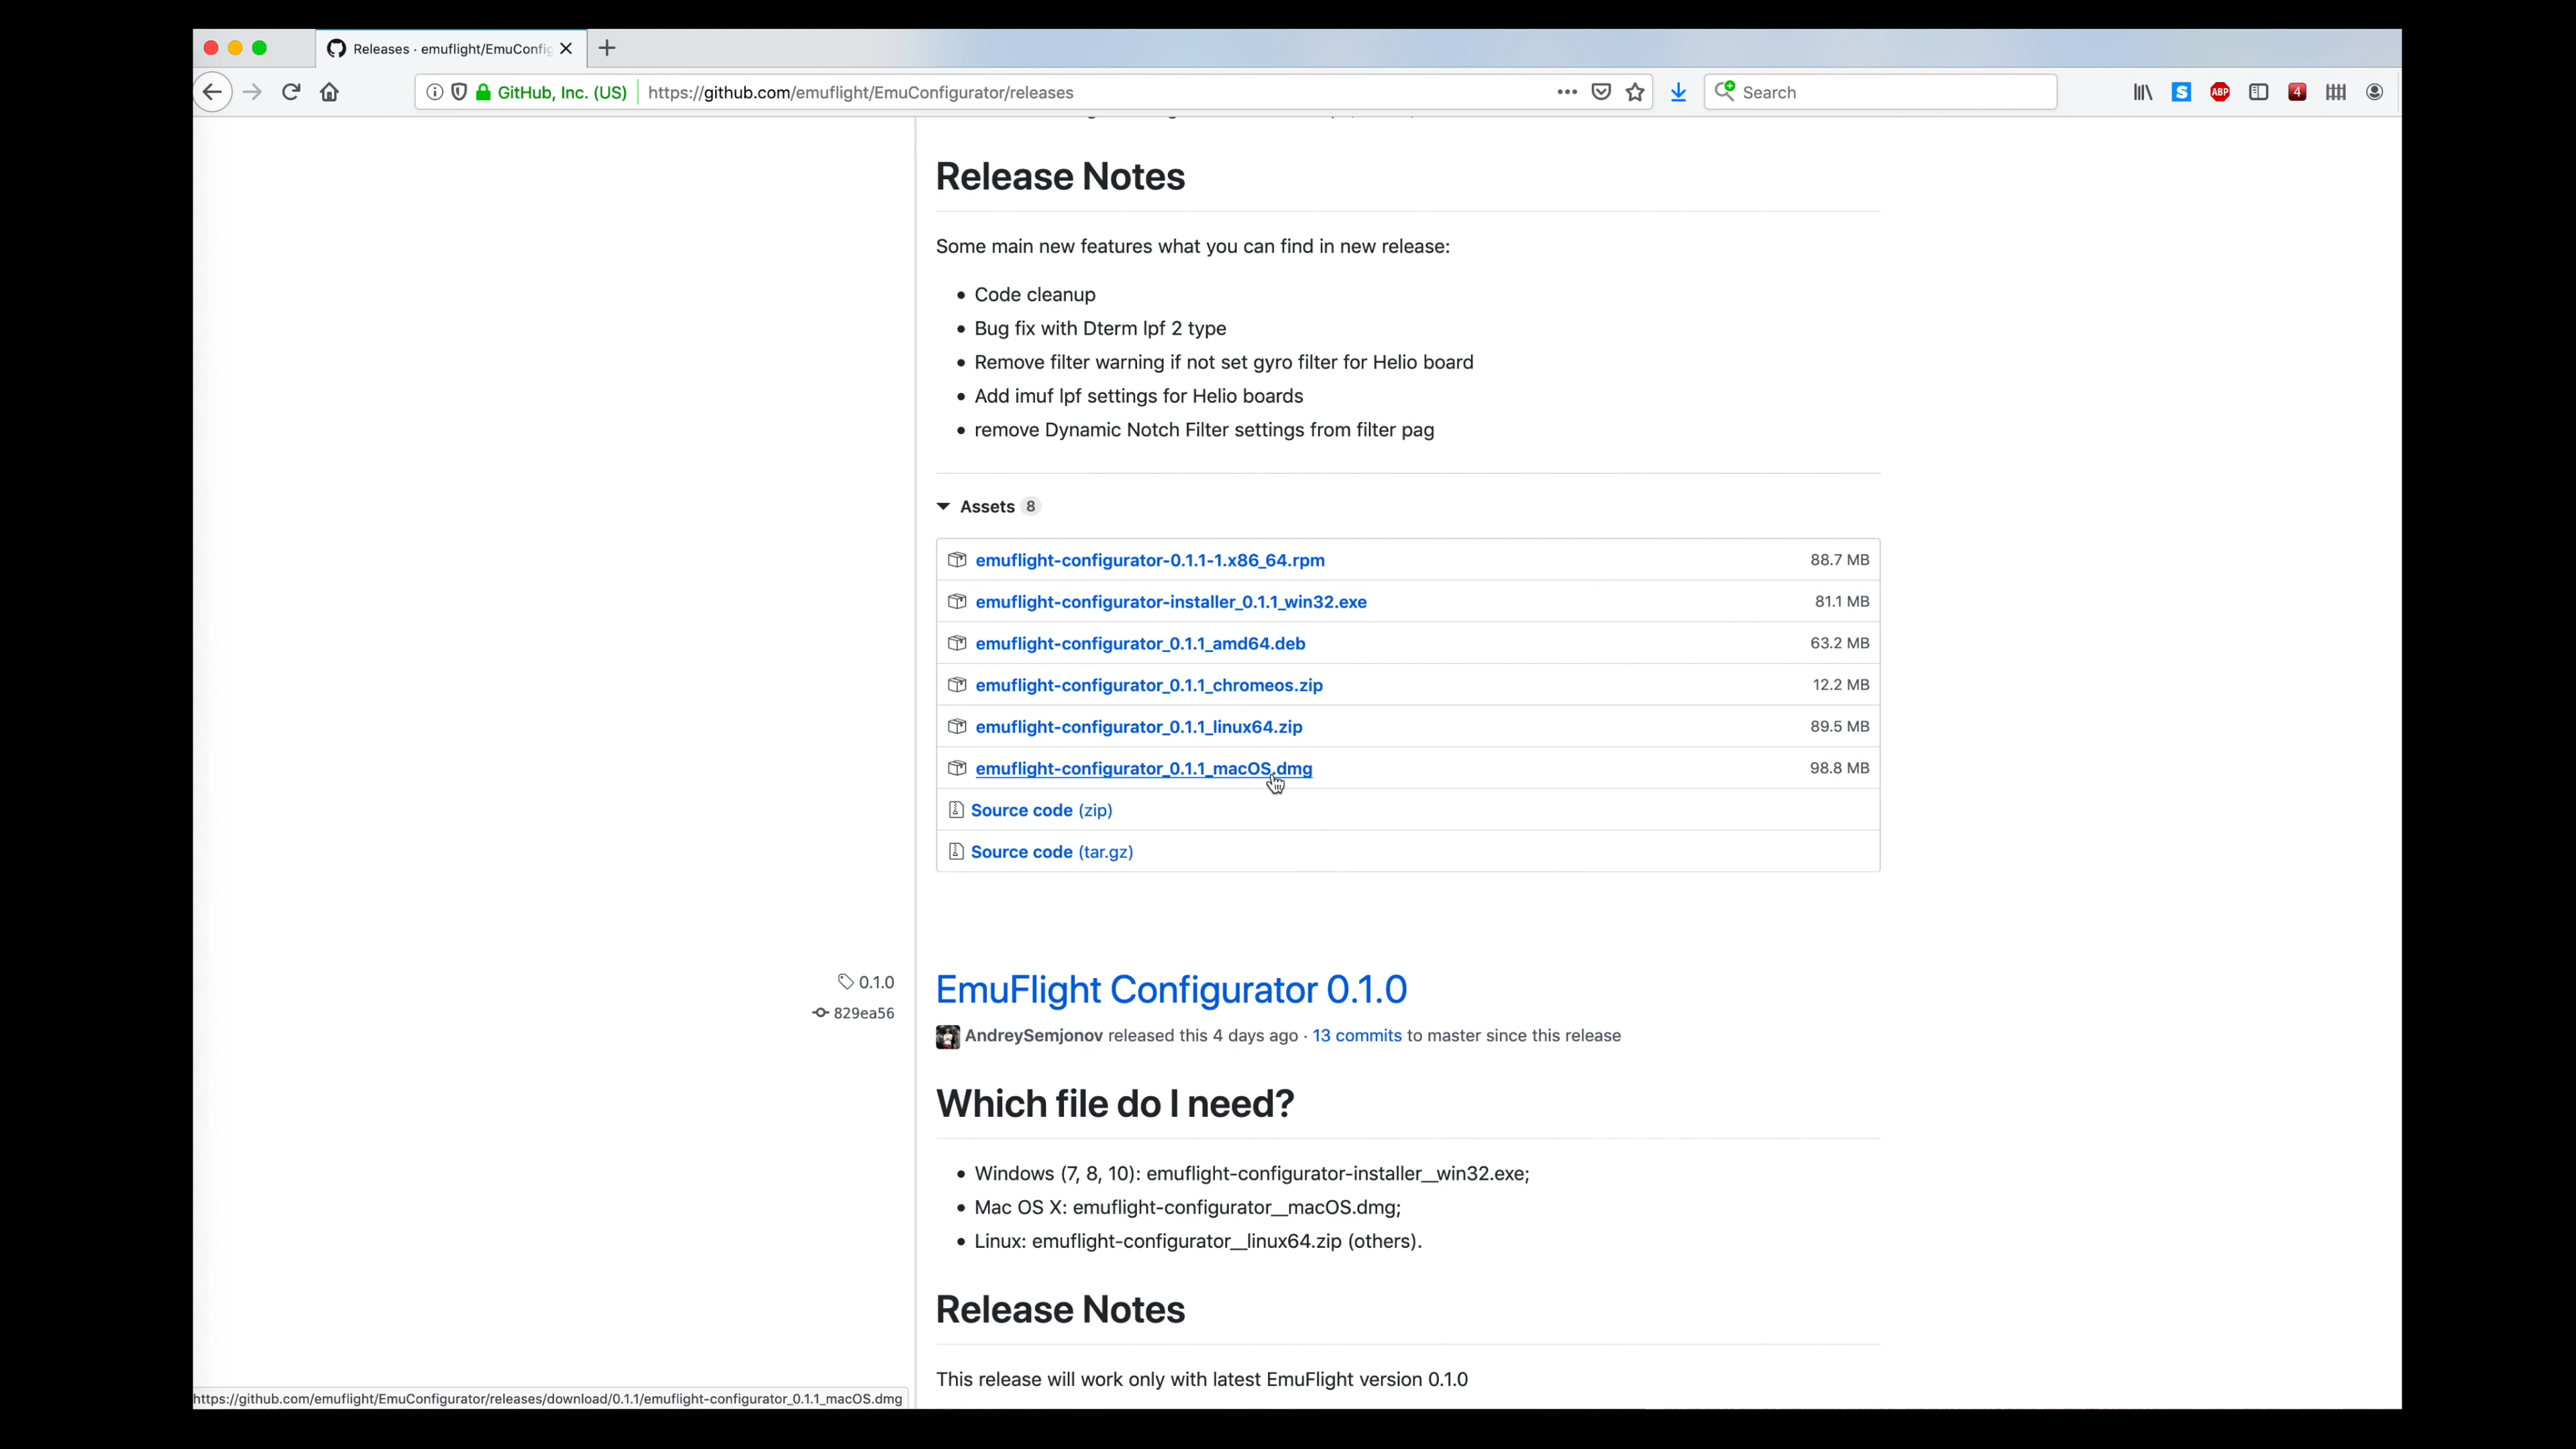 Releases · emuflight/EmuConfig
GitHub, Inc. (US) https://github.com/emuflight/EmuConfigurator/releases
Search
ABP
4
Release Notes
Some main new features what you can find in new release:
• Code cleanup
• Bug fix with Dterm lpf 2 type
• Remove filter warning if not set gyro filter for Helio board
• Add imuf lpf settings for Helio boards
• remove Dynamic Notch Filter settings from filter pag
Assets 8
emuflight-configurator-0.1.1-1.x86_64.rpm 88.7 MB
emuflight-configurator-installer_0.1.1_win32.exe 81.1 MB
emuflight-configurator_0.1.1_amd64.deb 63.2 MB
emuflight-configurator_0.1.1_chromeos.zip 12.2 MB
emuflight-configurator_0.1.1_linux64.zip 89.5 MB
emuflight-configurator_0.1.1_macOS.dmg 98.8 MB
Source code (zip)
Source code (tar.gz)
0.1.0
829ea56
EmuFlight Configurator 0.1.0
AndreySemjonov released this 4 days ago · 13 commits to master since this release
Which file do I need?
• Windows (7, 8, 10): emuflight-configurator-installer__win32.exe;
• Mac OS X: emuflight-configurator__macOS.dmg;
• Linux: emuflight-configurator__linux64.zip (others).
Release Notes
This release will work only with latest EmuFlight version 0.1.0
https://github.com/emuflight/EmuConfigurator/releases/download/0.1.1/emuflight-configurator_0.1.1_macOS.dmg